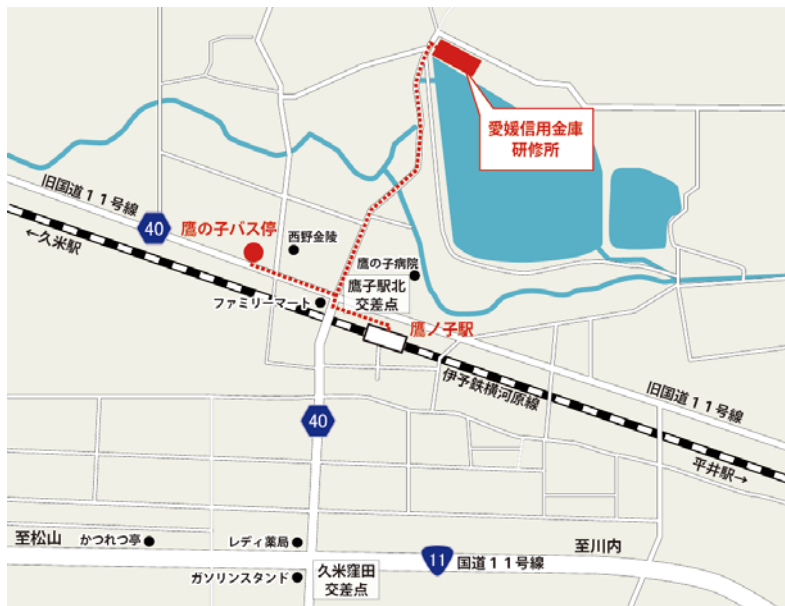 愛媛信用金庫
研修所
旧国道11号線
40
鷹の子バス停
←久米駅
西野金陵
鷹の子病院
鷹子駅北
交差点
ファミリーマート
鷹ノ子駅
伊予鉄横河原線
旧国道11号線
40
平井駅→
至松山
かつれつ亭
レディ薬局
至川内
11
国道11号線
ガソリンスタンド
久米窪田
交差点